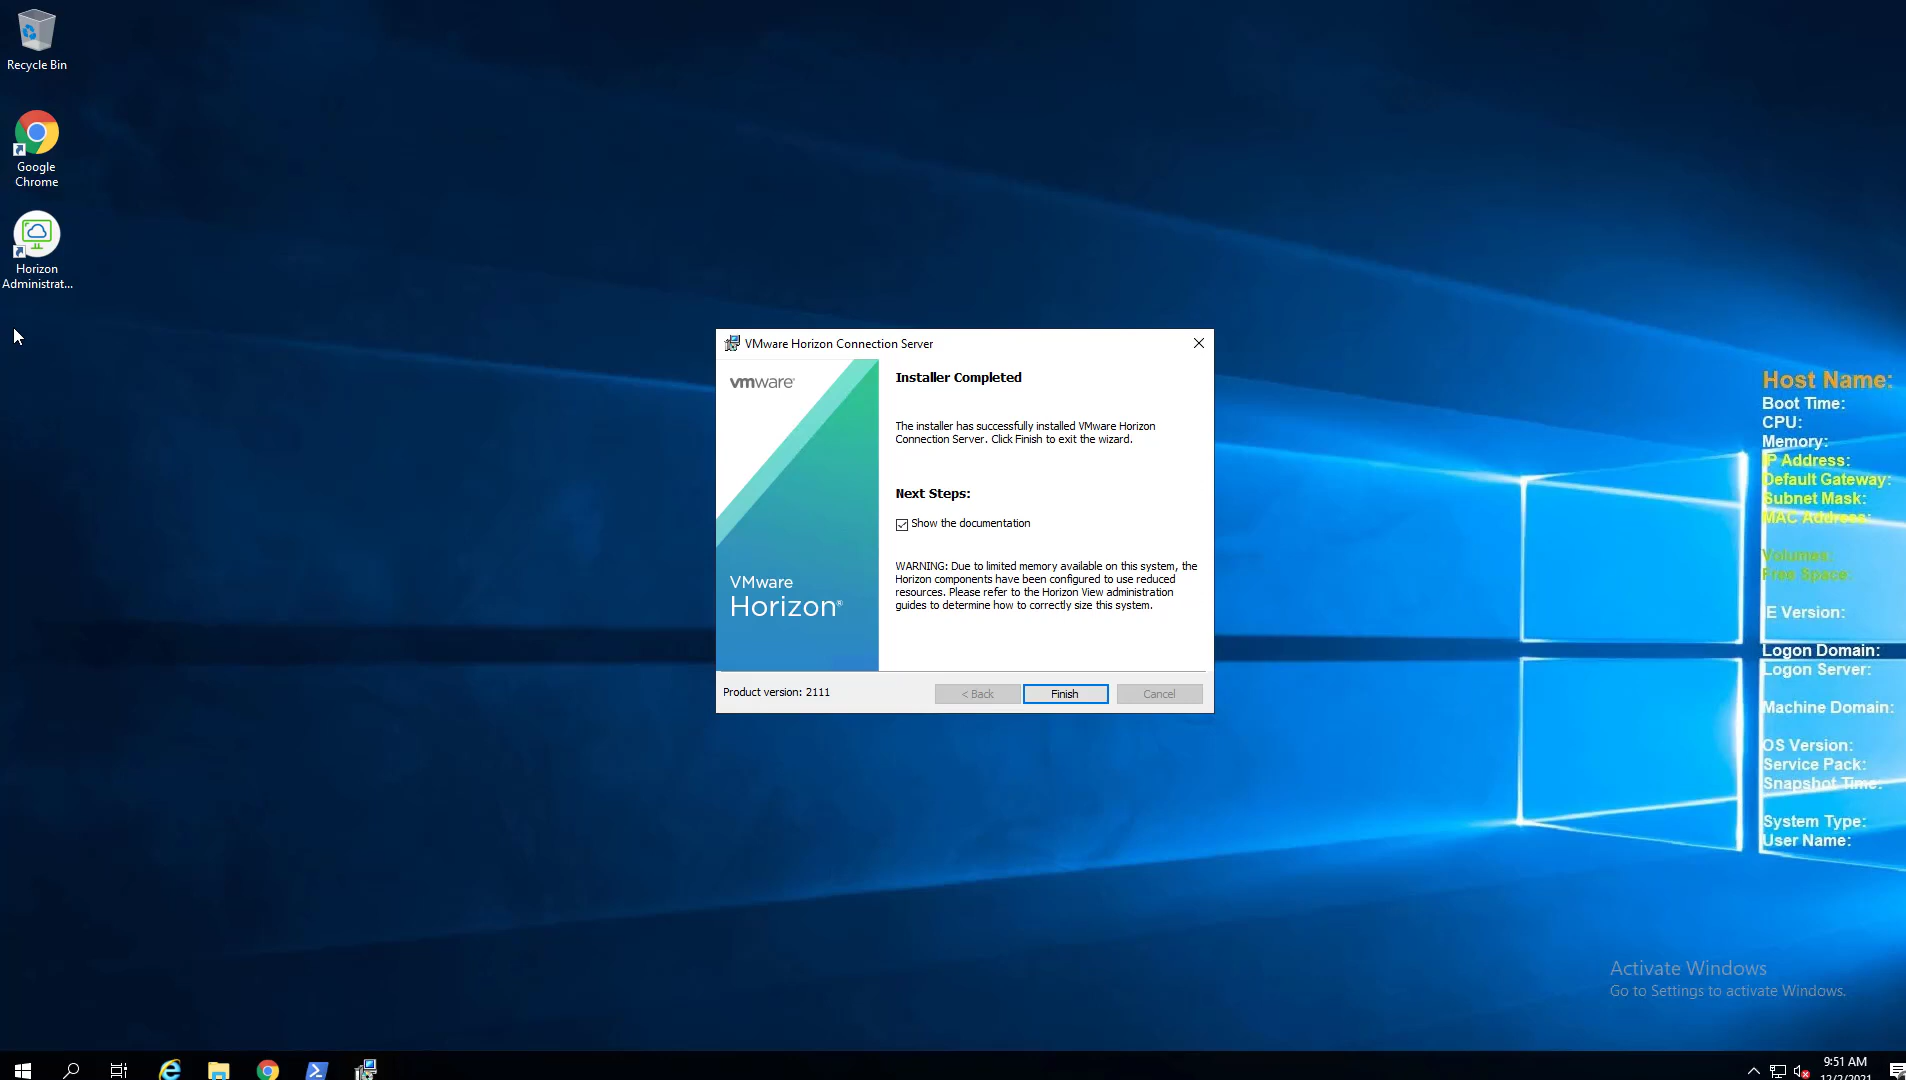 Recycle Bin
Google
Chrome
Horizon
Administrat...
VMware Horizon Connection Server
vmware®
Installer Completed
The installer has successfully installed VMware Horizon
Connection Server. Click Finish to exit the wizard.
Next Steps:
Show the documentation
WARNING: Due to limited memory available on this system, the
Horizon components have been configured to use reduced
resources. Please refer to the Horizon View administration
guides to determine how to correctly size this system.
VMware
Horizon®
Product version: 2111
< Back
Finish
Cancel
Host Name:
Boot Time:
CPU:
Memory:
IP Address:
Default Gateway:
Subnet Mask:
MAC Address:
Volumes:
Free Space:
E Version:
Logon Domain:
Logon Server:
Machine Domain:
OS Version:
Service Pack:
Snapshot Time:
System Type:
User Name:
Activate Windows
Go to Settings to activate Windows.
9:51 AM
12/2/2021